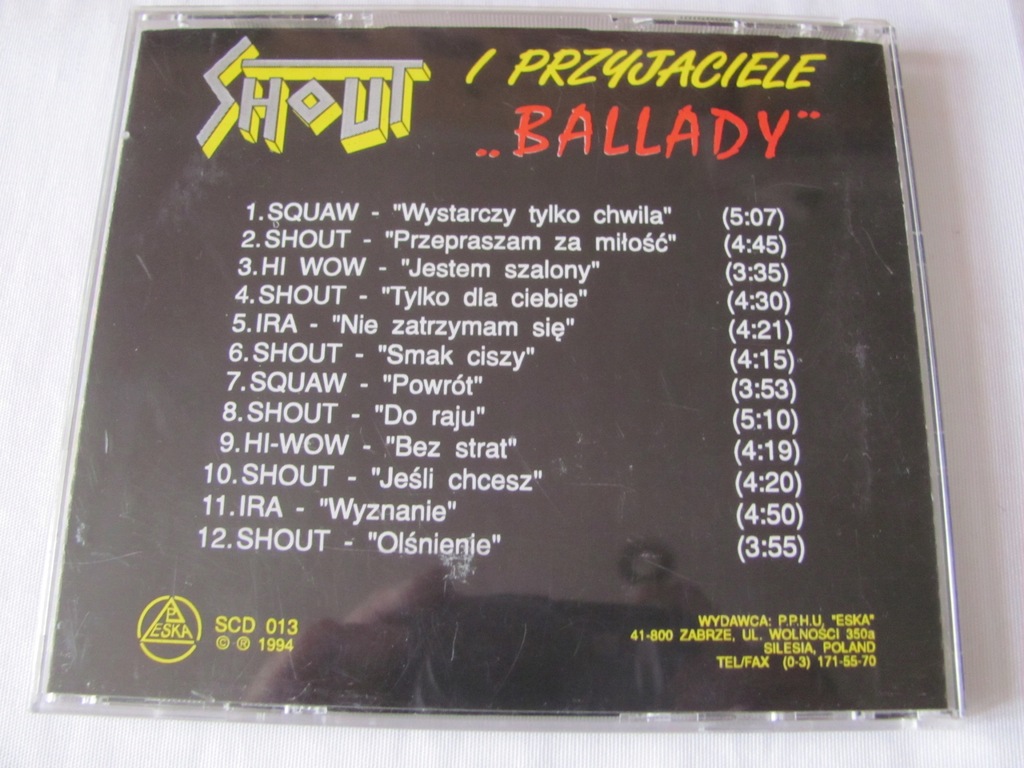 SHOUT I PRZYJACIELE
„BALLADY"
1. SQUAW - "Wystarczy tylko chwila" (5:07)
2. SHOUT - "Przepraszam za miłość" (4:45)
3. HI WOW - "Jestem szalony" (3:35)
4. SHOUT - "Tylko dla ciebie" (4:30)
5. IRA - "Nie zatrzymam się" (4:21)
6. SHOUT - "Smak ciszy" (4:15)
7. SQUAW - "Powrót" (3:53)
8. SHOUT - "Do raju" (5:10)
9. HI-WOW - "Bez strat" (4:19)
10. SHOUT - "Jeśli chcesz" (4:20)
11. IRA - "Wyznanie" (4:50)
12. SHOUT - "Olśnienie" (3:55)
ESKA
SCD 013
© ℗ 1994
WYDAWCA: P.P.H.U. "ESKA"
41-800 ZABRZE, UL. WOLNOŚCI 350a
SILESIA, POLAND
TEL/FAX (0-3) 171-55-70